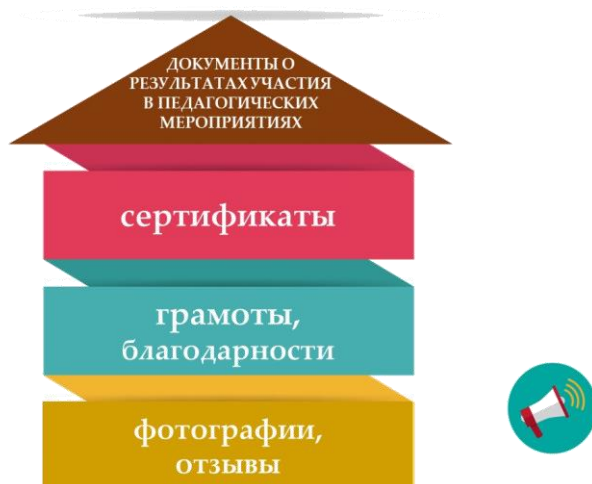 ДОКУМЕНТЫ О
РЕЗУЛЬТАТАХ УЧАСТИЯ
В ПЕДАГОГИЧЕСКИХ
МЕРОПРИЯТИЯХ
сертификаты
грамоты,
благодарности
фотографии,
отзывы